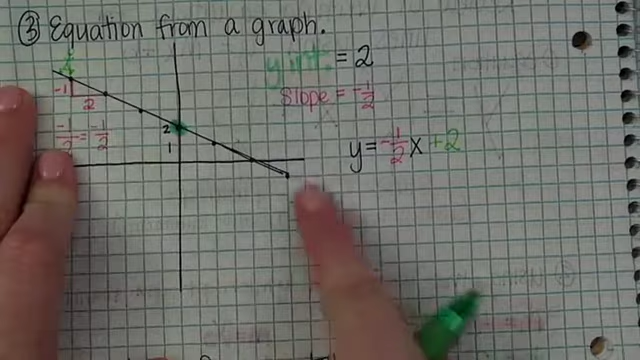 ③ Equation from a graph.
y int. = 2
slope = -1/2
y = -1/2 x + 2
-1
2
-1/2 = -1/2
2
1